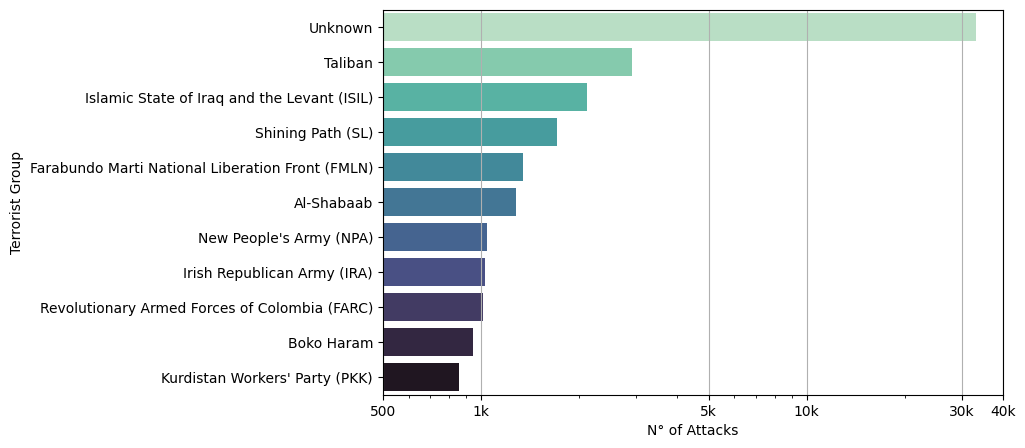 Unknown
Taliban
Islamic State of Iraq and the Levant (ISIL)
Shining Path (SL)
Farabundo Marti National Liberation Front (FMLN)
Al-Shabaab
New People's Army (NPA)
Irish Republican Army (IRA)
Revolutionary Armed Forces of Colombia (FARC)
Boko Haram
Kurdistan Workers' Party (PKK)
Terrorist Group
500 1k 5k 10k 30k 40k
N° of Attacks